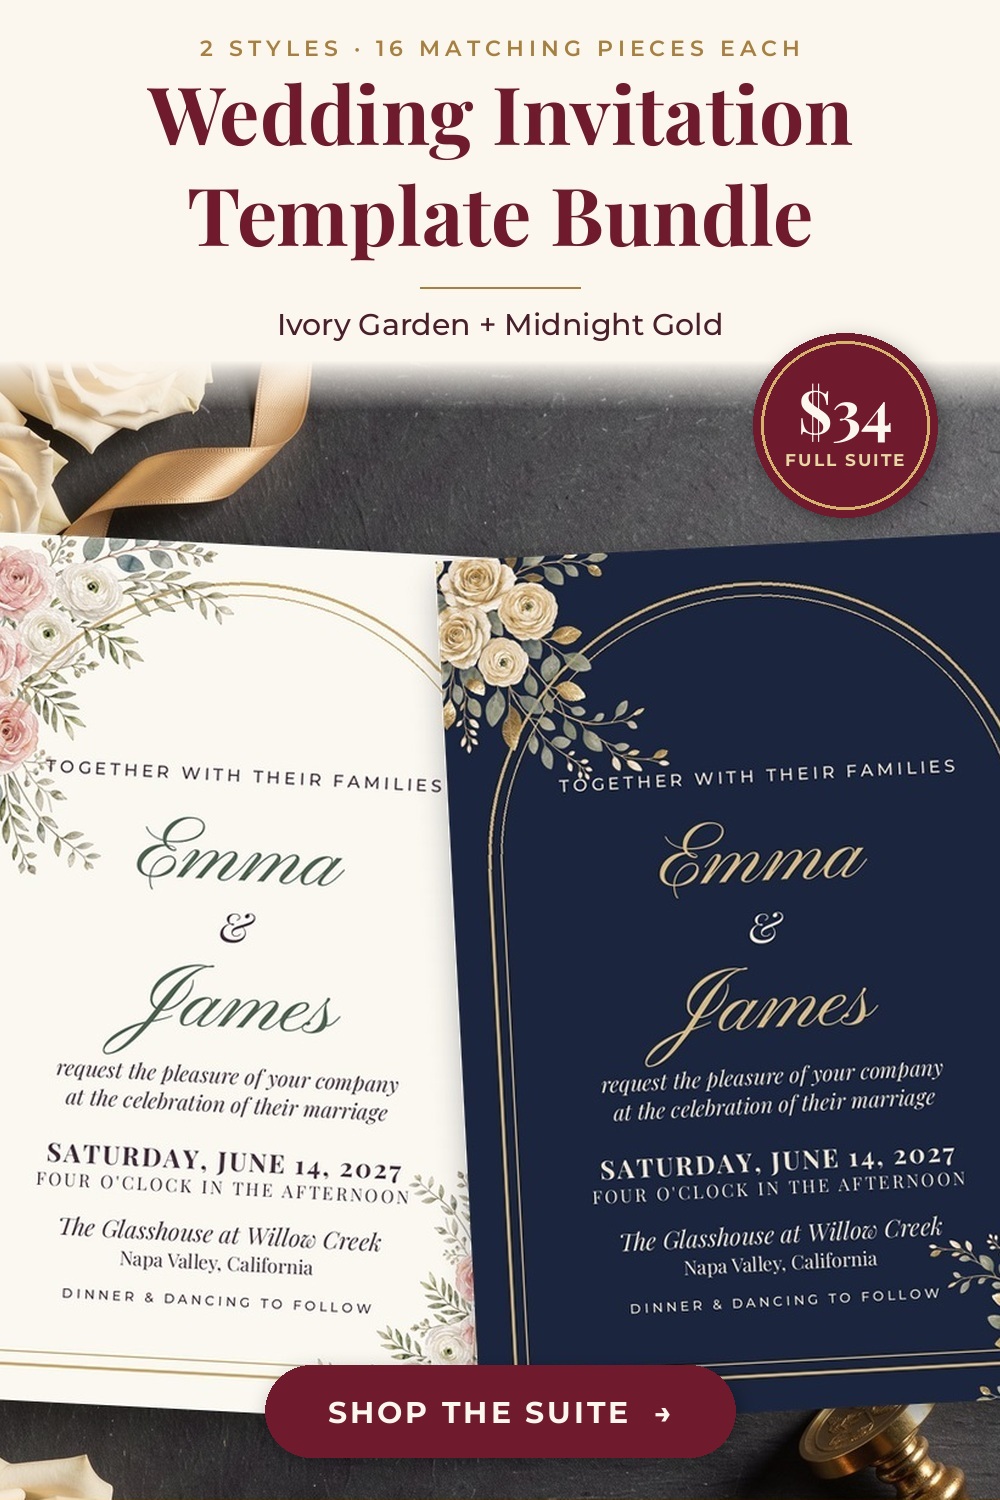 2 STYLES · 16 MATCHING PIECES EACH
Wedding Invitation
Template Bundle
Ivory Garden + Midnight Gold
$34
FULL SUITE
TOGETHER WITH THEIR FAMILIES
Emma
&
James
request the pleasure of your company
at the celebration of their marriage
SATURDAY, JUNE 14, 2027
FOUR O'CLOCK IN THE AFTERNOON
The Glasshouse at Willow Creek
Napa Valley, California
DINNER & DANCING TO FOLLOW
TOGETHER WITH THEIR FAMILIES
Emma
&
James
request the pleasure of your company
at the celebration of their marriage
SATURDAY, JUNE 14, 2027
FOUR O'CLOCK IN THE AFTERNOON
The Glasshouse at Willow Creek
Napa Valley, California
DINNER & DANCING TO FOLLOW
SHOP THE SUITE →